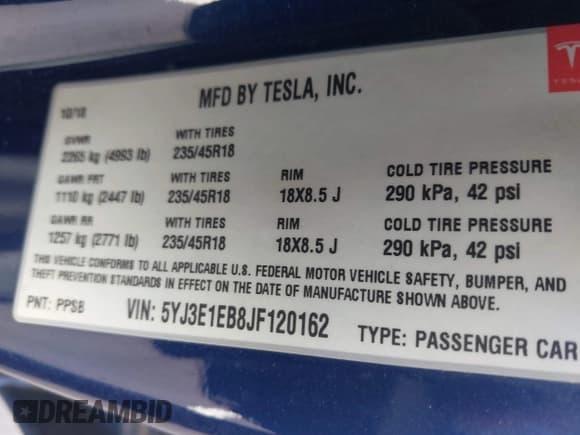 MFD BY TESLA, INC.
TESLA
10/18
GVWR WITH TIRES
2265 kg (4993 lb) 235/45R18
GAWR FRT WITH TIRES RIM COLD TIRE PRESSURE
1110 kg (2447 lb) 235/45R18 18X8.5 J 290 kPa, 42 psi
GAWR RR WITH TIRES RIM COLD TIRE PRESSURE
1257 kg (2771 lb) 235/45R18 18X8.5 J 290 kPa, 42 psi
THIS VEHICLE CONFORMS TO ALL APPLICABLE U.S. FEDERAL MOTOR VEHICLE SAFETY, BUMPER, AND
THEFT PREVENTION STANDARDS IN EFFECT ON THE DATE OF MANUFACTURE SHOWN ABOVE.
PNT: PPSB VIN: 5YJ3E1EB8JF120162 TYPE: PASSENGER CAR
DREAMBID